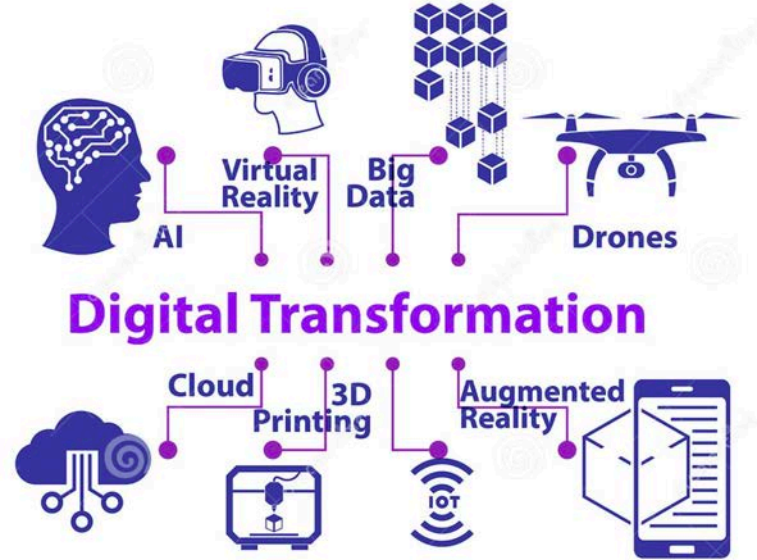 Virtual
Reality
Big
Data
AI
Drones
Digital Transformation
Cloud
3D
Printing
Augmented
Reality
IOT